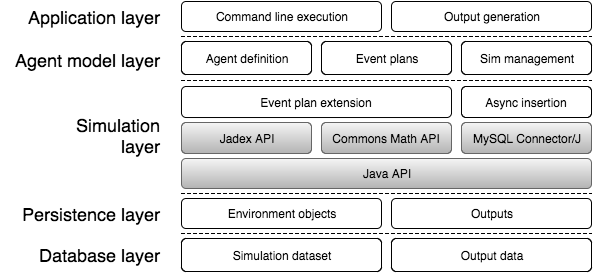 Application layer
Command line execution
Output generation
Agent model layer
Agent definition
Event plans
Sim management
Simulation
layer
Event plan extension
Async insertion
Jadex API
Commons Math API
MySQL Connector/J
Java API
Persistence layer
Environment objects
Outputs
Database layer
Simulation dataset
Output data